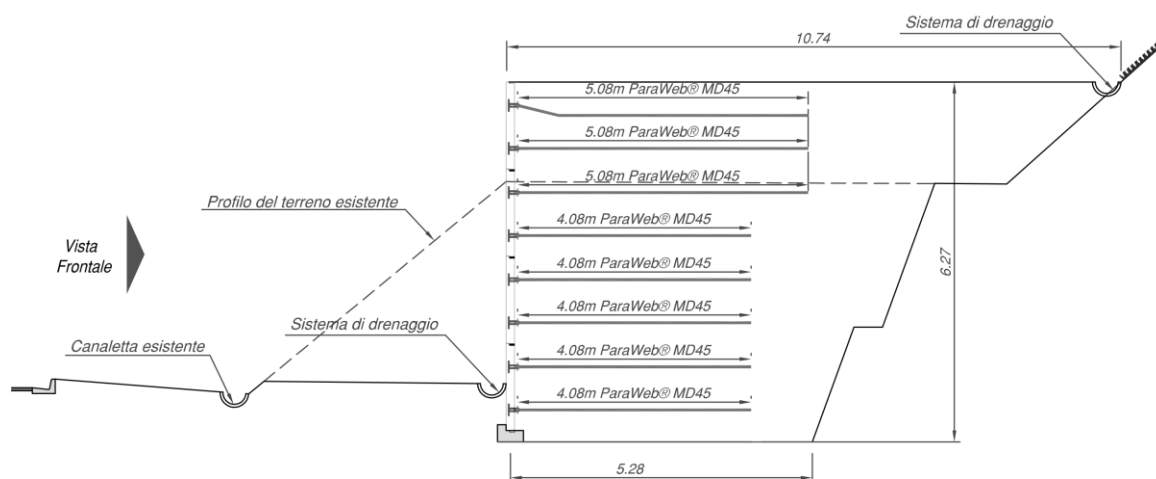 Sistema di drenaggio
10.74
5.08m ParaWeb® MD45
5.08m ParaWeb® MD45
5.08m ParaWeb® MD45
Profilo del terreno esistente
4.08m ParaWeb® MD45
Vista
Frontale
4.08m ParaWeb® MD45
6.27
4.08m ParaWeb® MD45
Sistema di drenaggio
Canaletta esistente
4.08m ParaWeb® MD45
4.08m ParaWeb® MD45
5.28